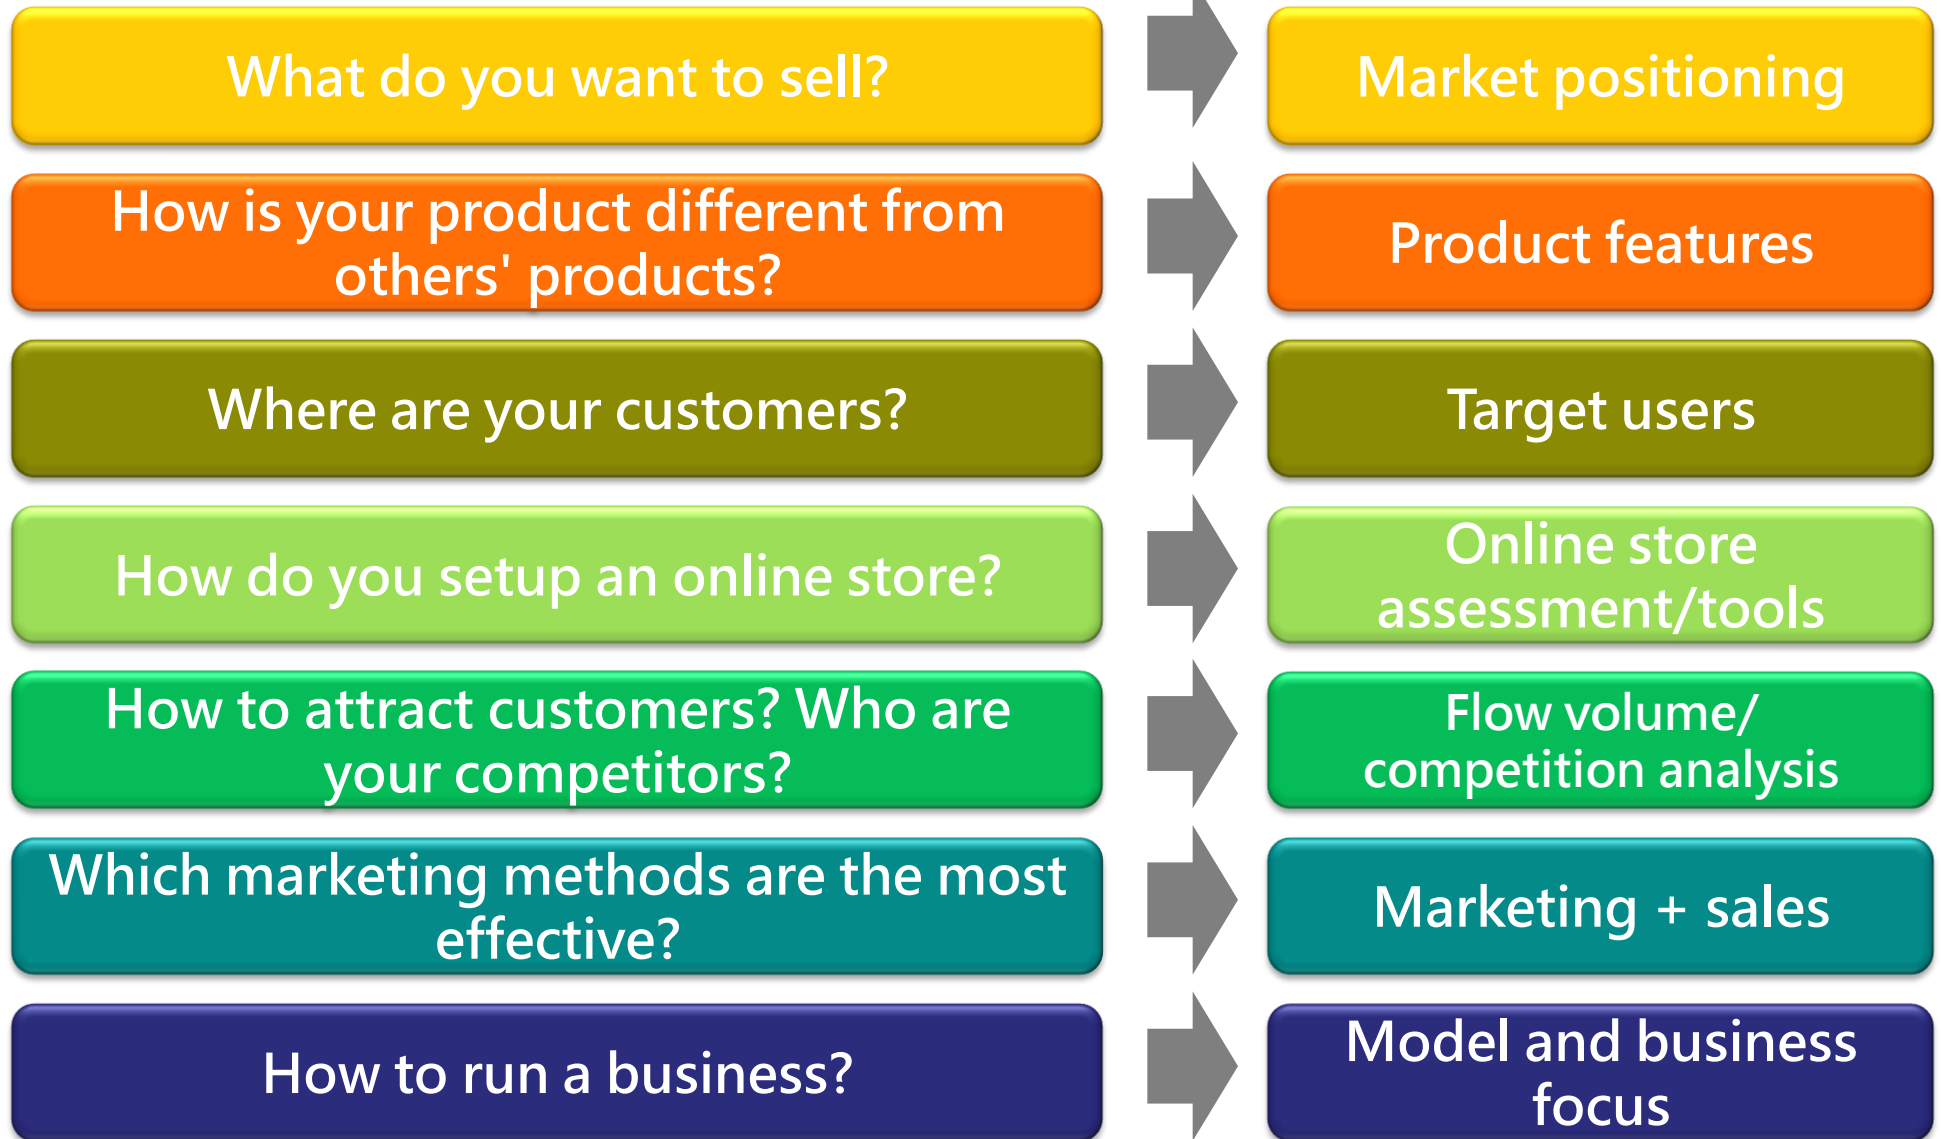 What do you want to sell?
Market positioning
How is your product different from
others' products?
Product features
Where are your customers?
Target users
How do you setup an online store?
Online store
assessment/tools
How to attract customers? Who are
your competitors?
Flow volume/
competition analysis
Which marketing methods are the most
effective?
Marketing + sales
How to run a business?
Model and business
focus